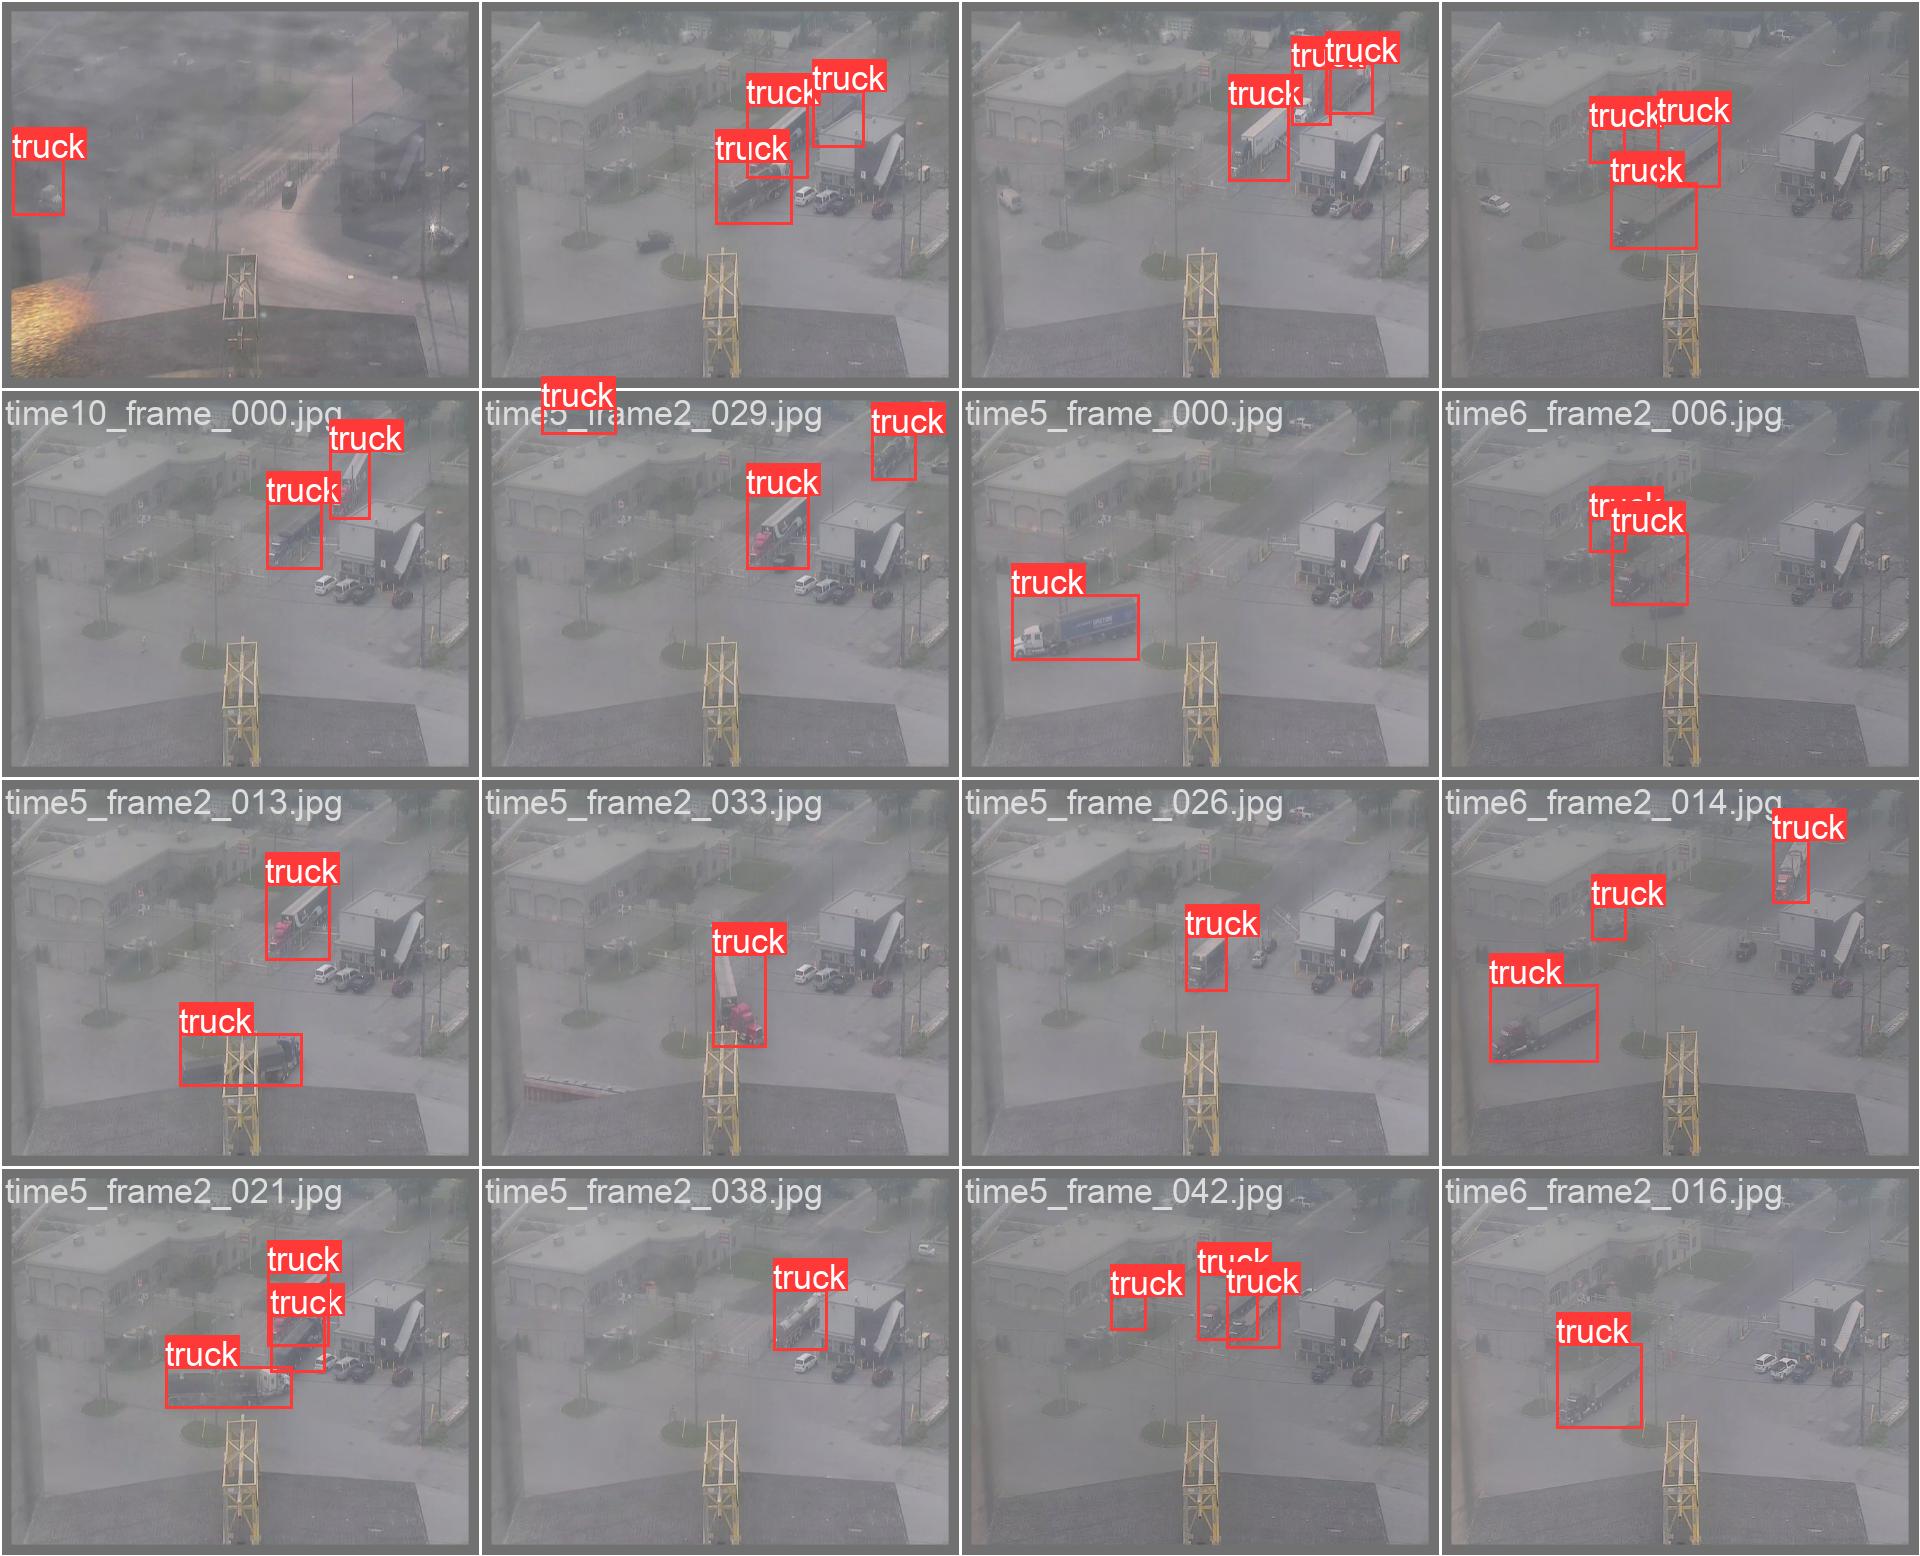 truck
truck
truck
truck
truck
truck
truck
truck
truck
truck
time10_frame_000.jpg
time5_frame2_029.jpg
time5_frame_000.jpg
time6_frame2_006.jpg
truck
truck
truck
truck
truck
truck
truck
truck
time5_frame2_013.jpg
time5_frame2_033.jpg
time5_frame_026.jpg
time6_frame2_014.jpg
truck
truck
truck
truck
truck
truck
truck
time5_frame2_021.jpg
time5_frame2_038.jpg
time5_frame_042.jpg
time6_frame2_016.jpg
truck
truck
truck
truck
truck
truck
truck
truck